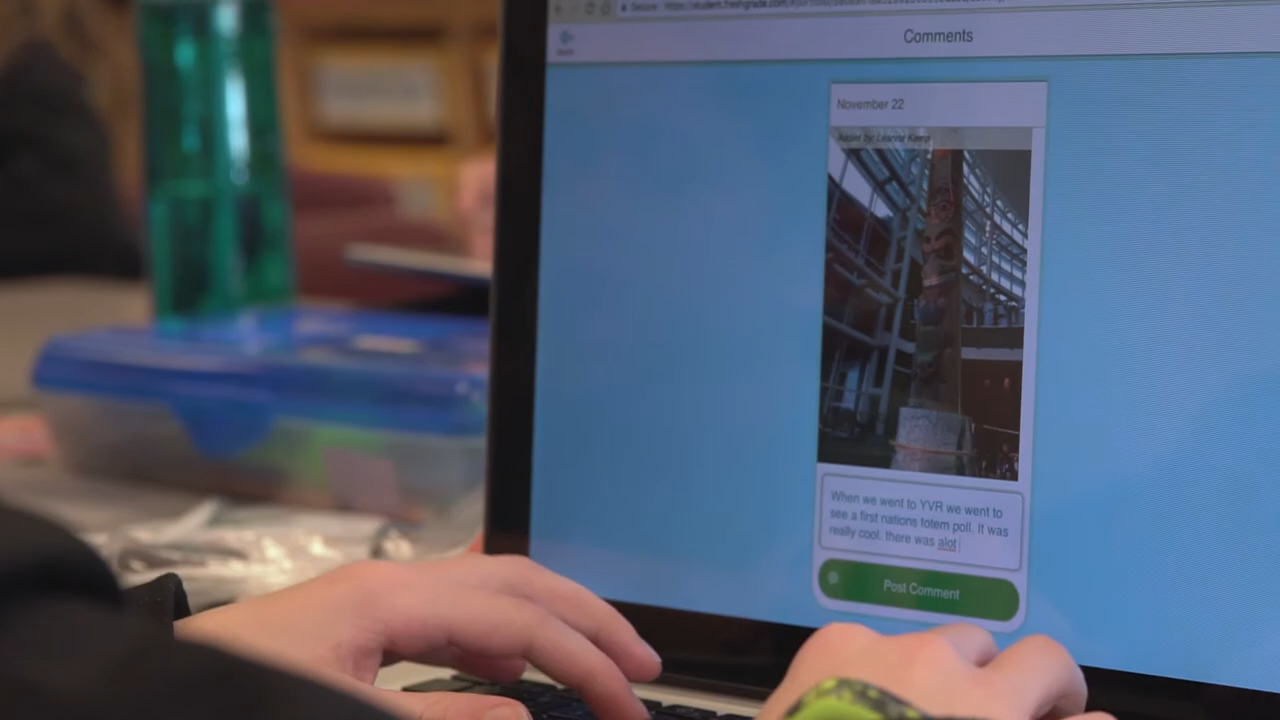 Secure
Comments
November 22
When we went to YVR we went to
see a first nations totem poll. It was
really cool. there was alot
Post Comment